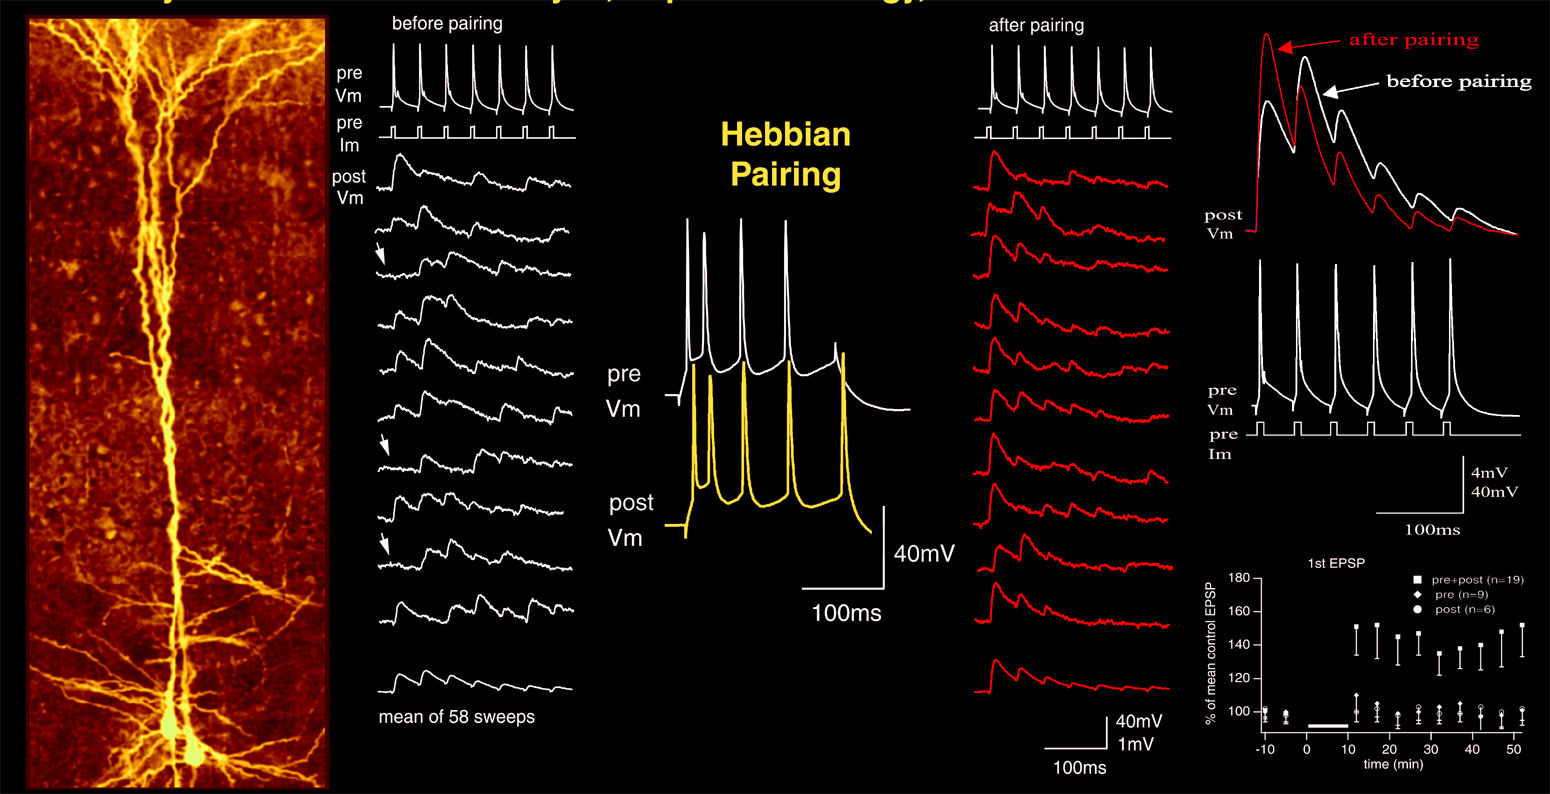 before pairing
pre
Vm
pre
Im
post
Vm
mean of 58 sweeps
Hebbian
Pairing
pre
Vm
post
Vm
40mV
100ms
after pairing
40mV
1mV
100ms
after pairing
before pairing
post
Vm
pre
Vm
pre
Im
4mV
40mV
100ms
1st EPSP
pre+post (n=19)
pre (n=9)
post (n=6)
% of mean control EPSP
180
160
140
120
100
-10 0 10 20 30 40 50
time (min)